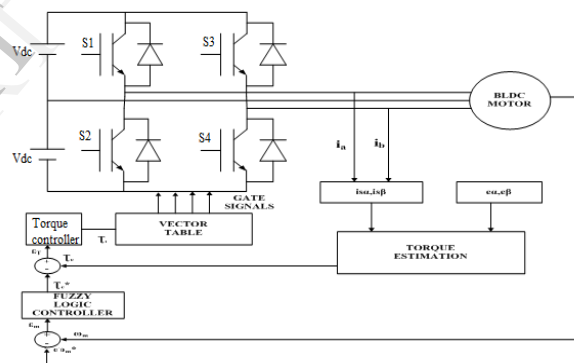 Vdc
S1
S3
BLDC
MOTOR
Vdc
S2
S4
ia
ib
GATE
SIGNALS
isα,isβ
eα,eβ
Torque
controller
VECTOR
TABLE
TORQUE
ESTIMATION
FUZZY
LOGIC
CONTROLLER
ωm